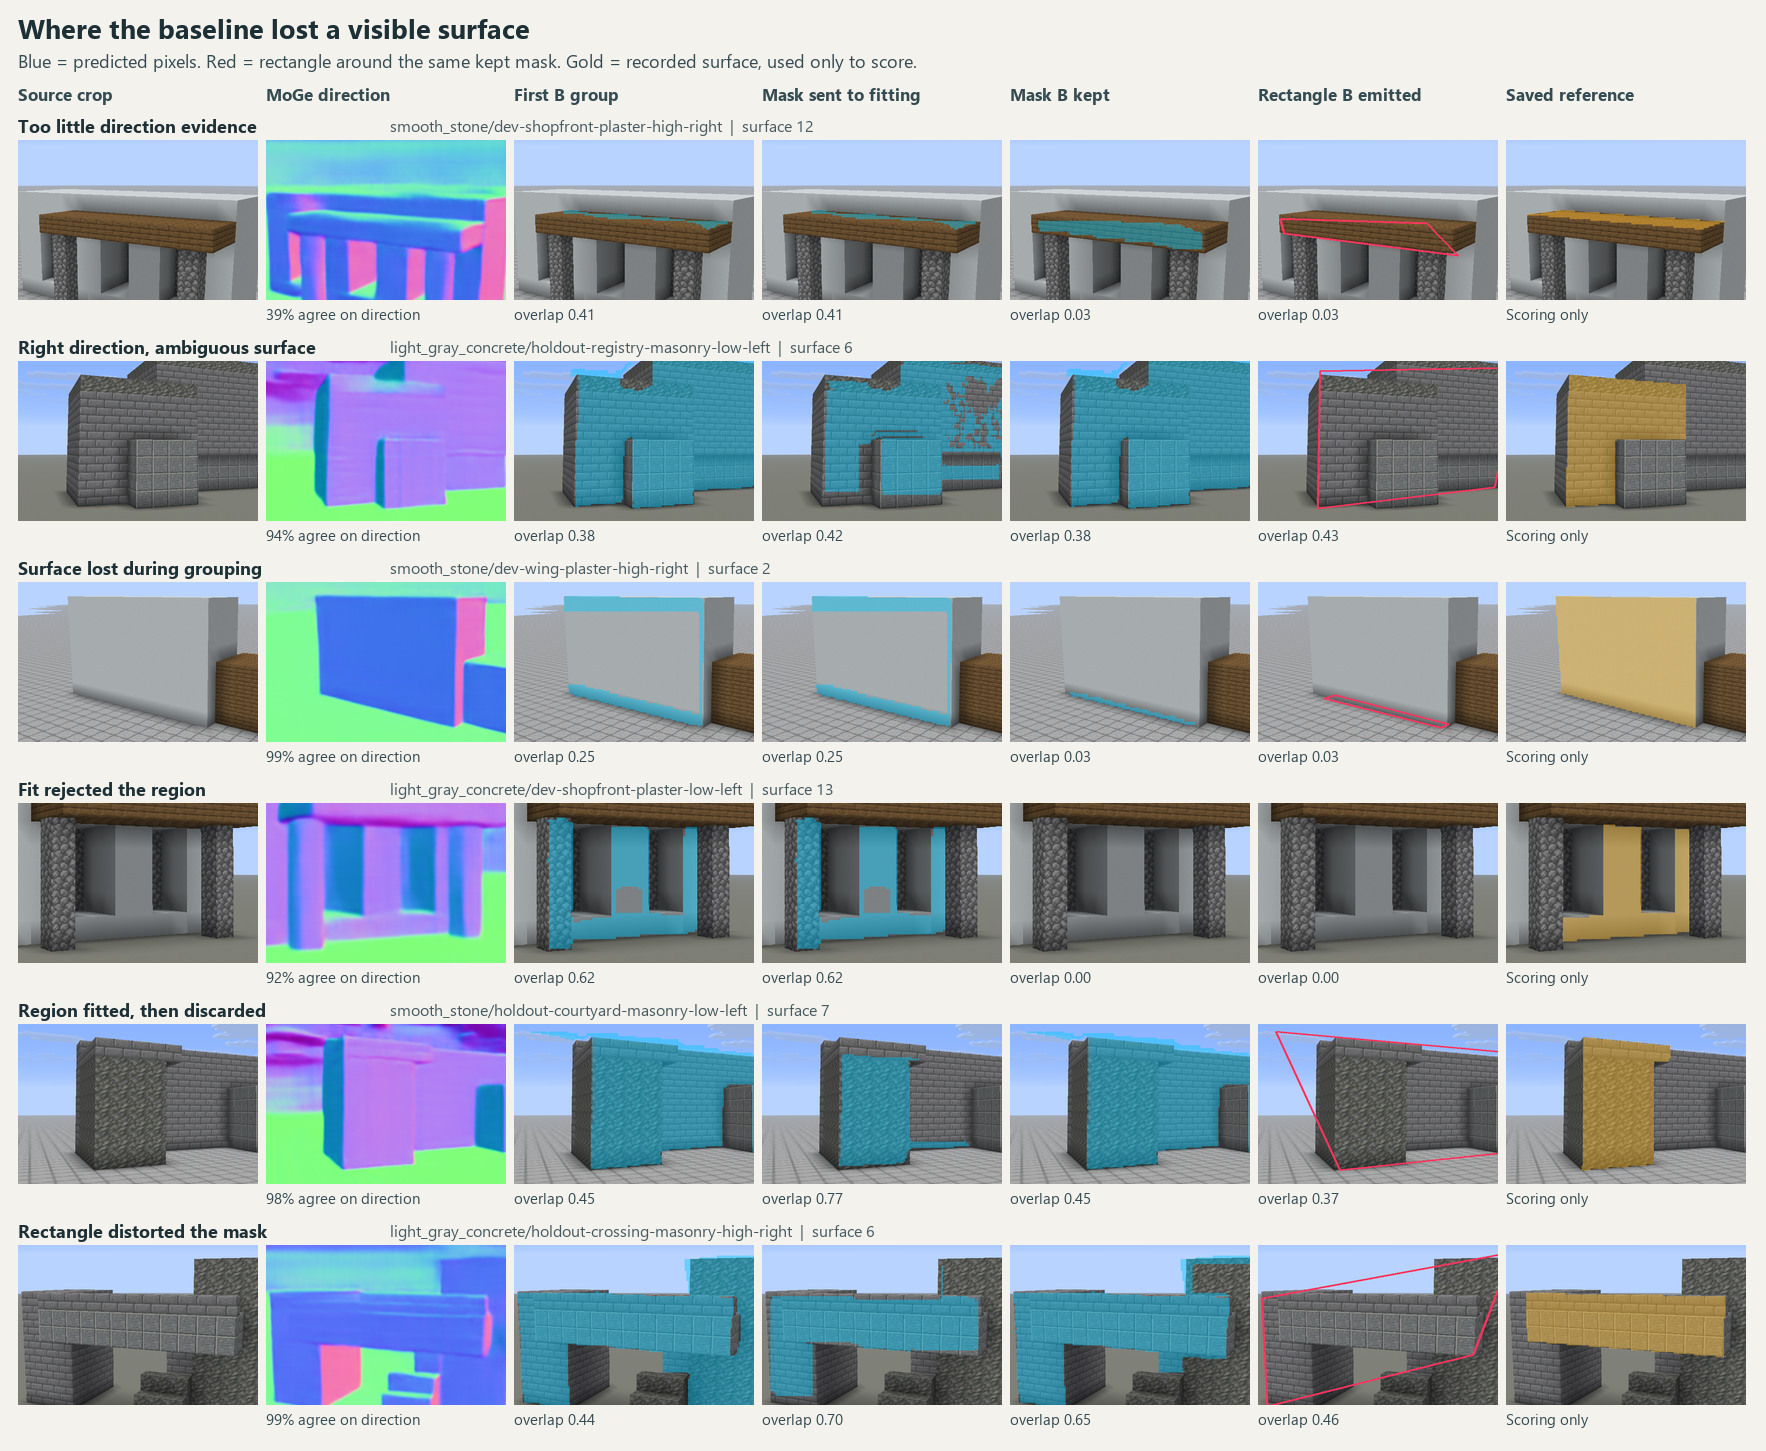 Where the baseline lost a visible surface
Blue = predicted pixels. Red = rectangle around the same kept mask. Gold = recorded surface, used only to score.
Source crop MoGe direction First B group Mask sent to fitting Mask B kept Rectangle B emitted Saved reference
Too little direction evidence smooth_stone/dev-shopfront-plaster-high-right | surface 12
39% agree on direction overlap 0.41 overlap 0.41 overlap 0.03 overlap 0.03 Scoring only
Right direction, ambiguous surface light_gray_concrete/holdout-registry-masonry-low-left | surface 6
94% agree on direction overlap 0.38 overlap 0.42 overlap 0.38 overlap 0.43 Scoring only
Surface lost during grouping smooth_stone/dev-wing-plaster-high-right | surface 2
99% agree on direction overlap 0.25 overlap 0.25 overlap 0.03 overlap 0.03 Scoring only
Fit rejected the region light_gray_concrete/dev-shopfront-plaster-low-left | surface 13
92% agree on direction overlap 0.62 overlap 0.62 overlap 0.00 overlap 0.00 Scoring only
Region fitted, then discarded smooth_stone/holdout-courtyard-masonry-low-left | surface 7
98% agree on direction overlap 0.45 overlap 0.77 overlap 0.45 overlap 0.37 Scoring only
Rectangle distorted the mask light_gray_concrete/holdout-crossing-masonry-high-right | surface 6
99% agree on direction overlap 0.44 overlap 0.70 overlap 0.65 overlap 0.46 Scoring only